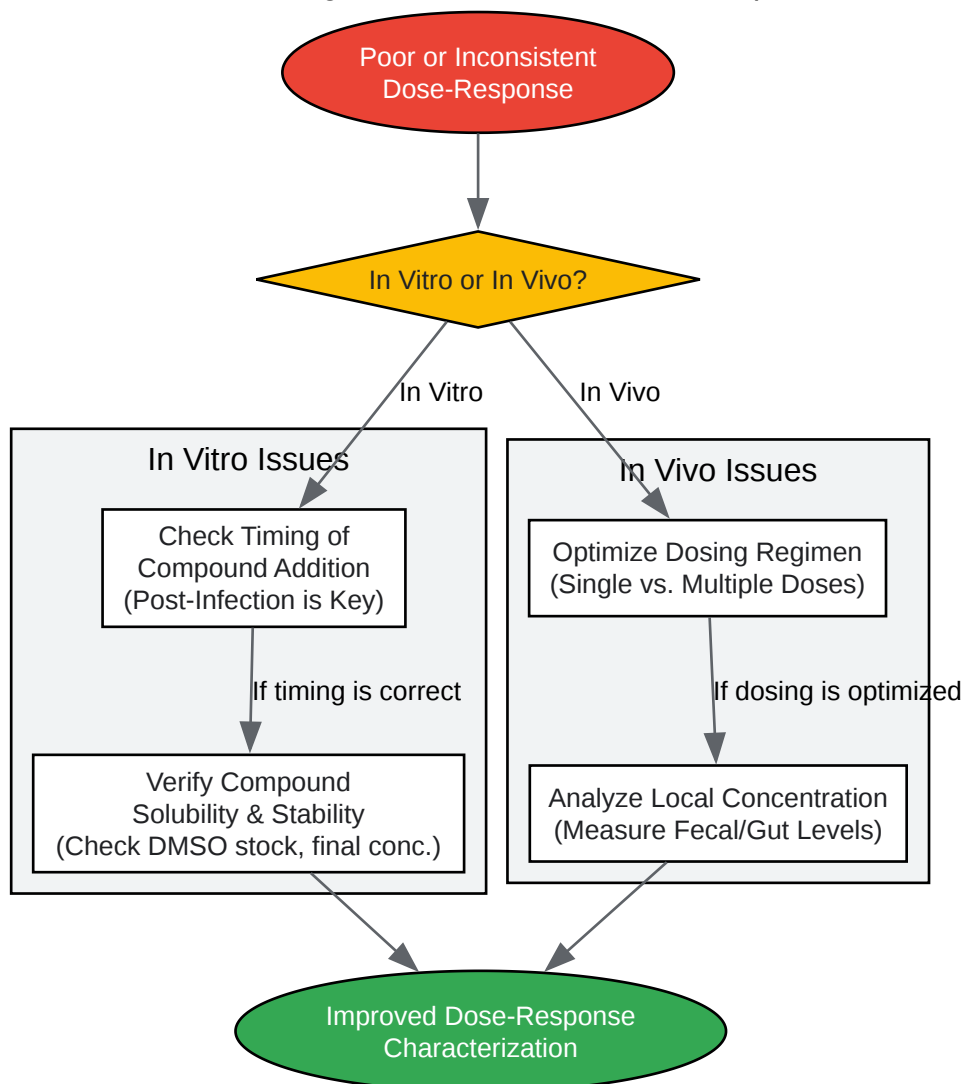 Poor or Inconsistent
Dose-Response
In Vitro or In Vivo?
In Vitro
In Vivo
In Vitro Issues
Check Timing of
Compound Addition
(Post-Infection is Key)
If timing is correct
Verify Compound
Solubility & Stability
(Check DMSO stock, final conc.)
In Vivo Issues
Optimize Dosing Regimen
(Single vs. Multiple Doses)
If dosing is optimized
Analyze Local Concentration
(Measure Fecal/Gut Levels)
Improved Dose-Response
Characterization